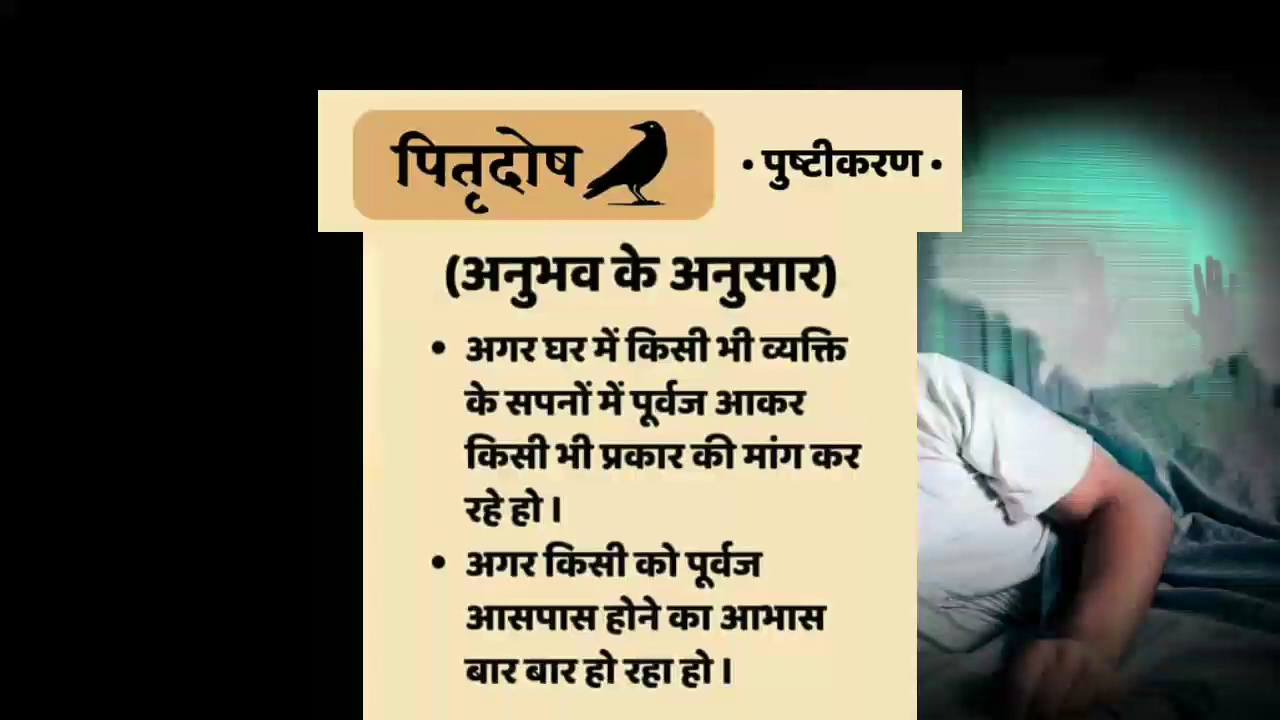 पितृदोष
• पुष्टीकरण •
(अनुभव के अनुसार)
• अगर घर में किसी भी व्यक्ति
के सपनों में पूर्वज आकर
किसी भी प्रकार की मांग कर
रहे हो ।
• अगर किसी को पूर्वज
आसपास होने का आभास
बार बार हो रहा हो ।